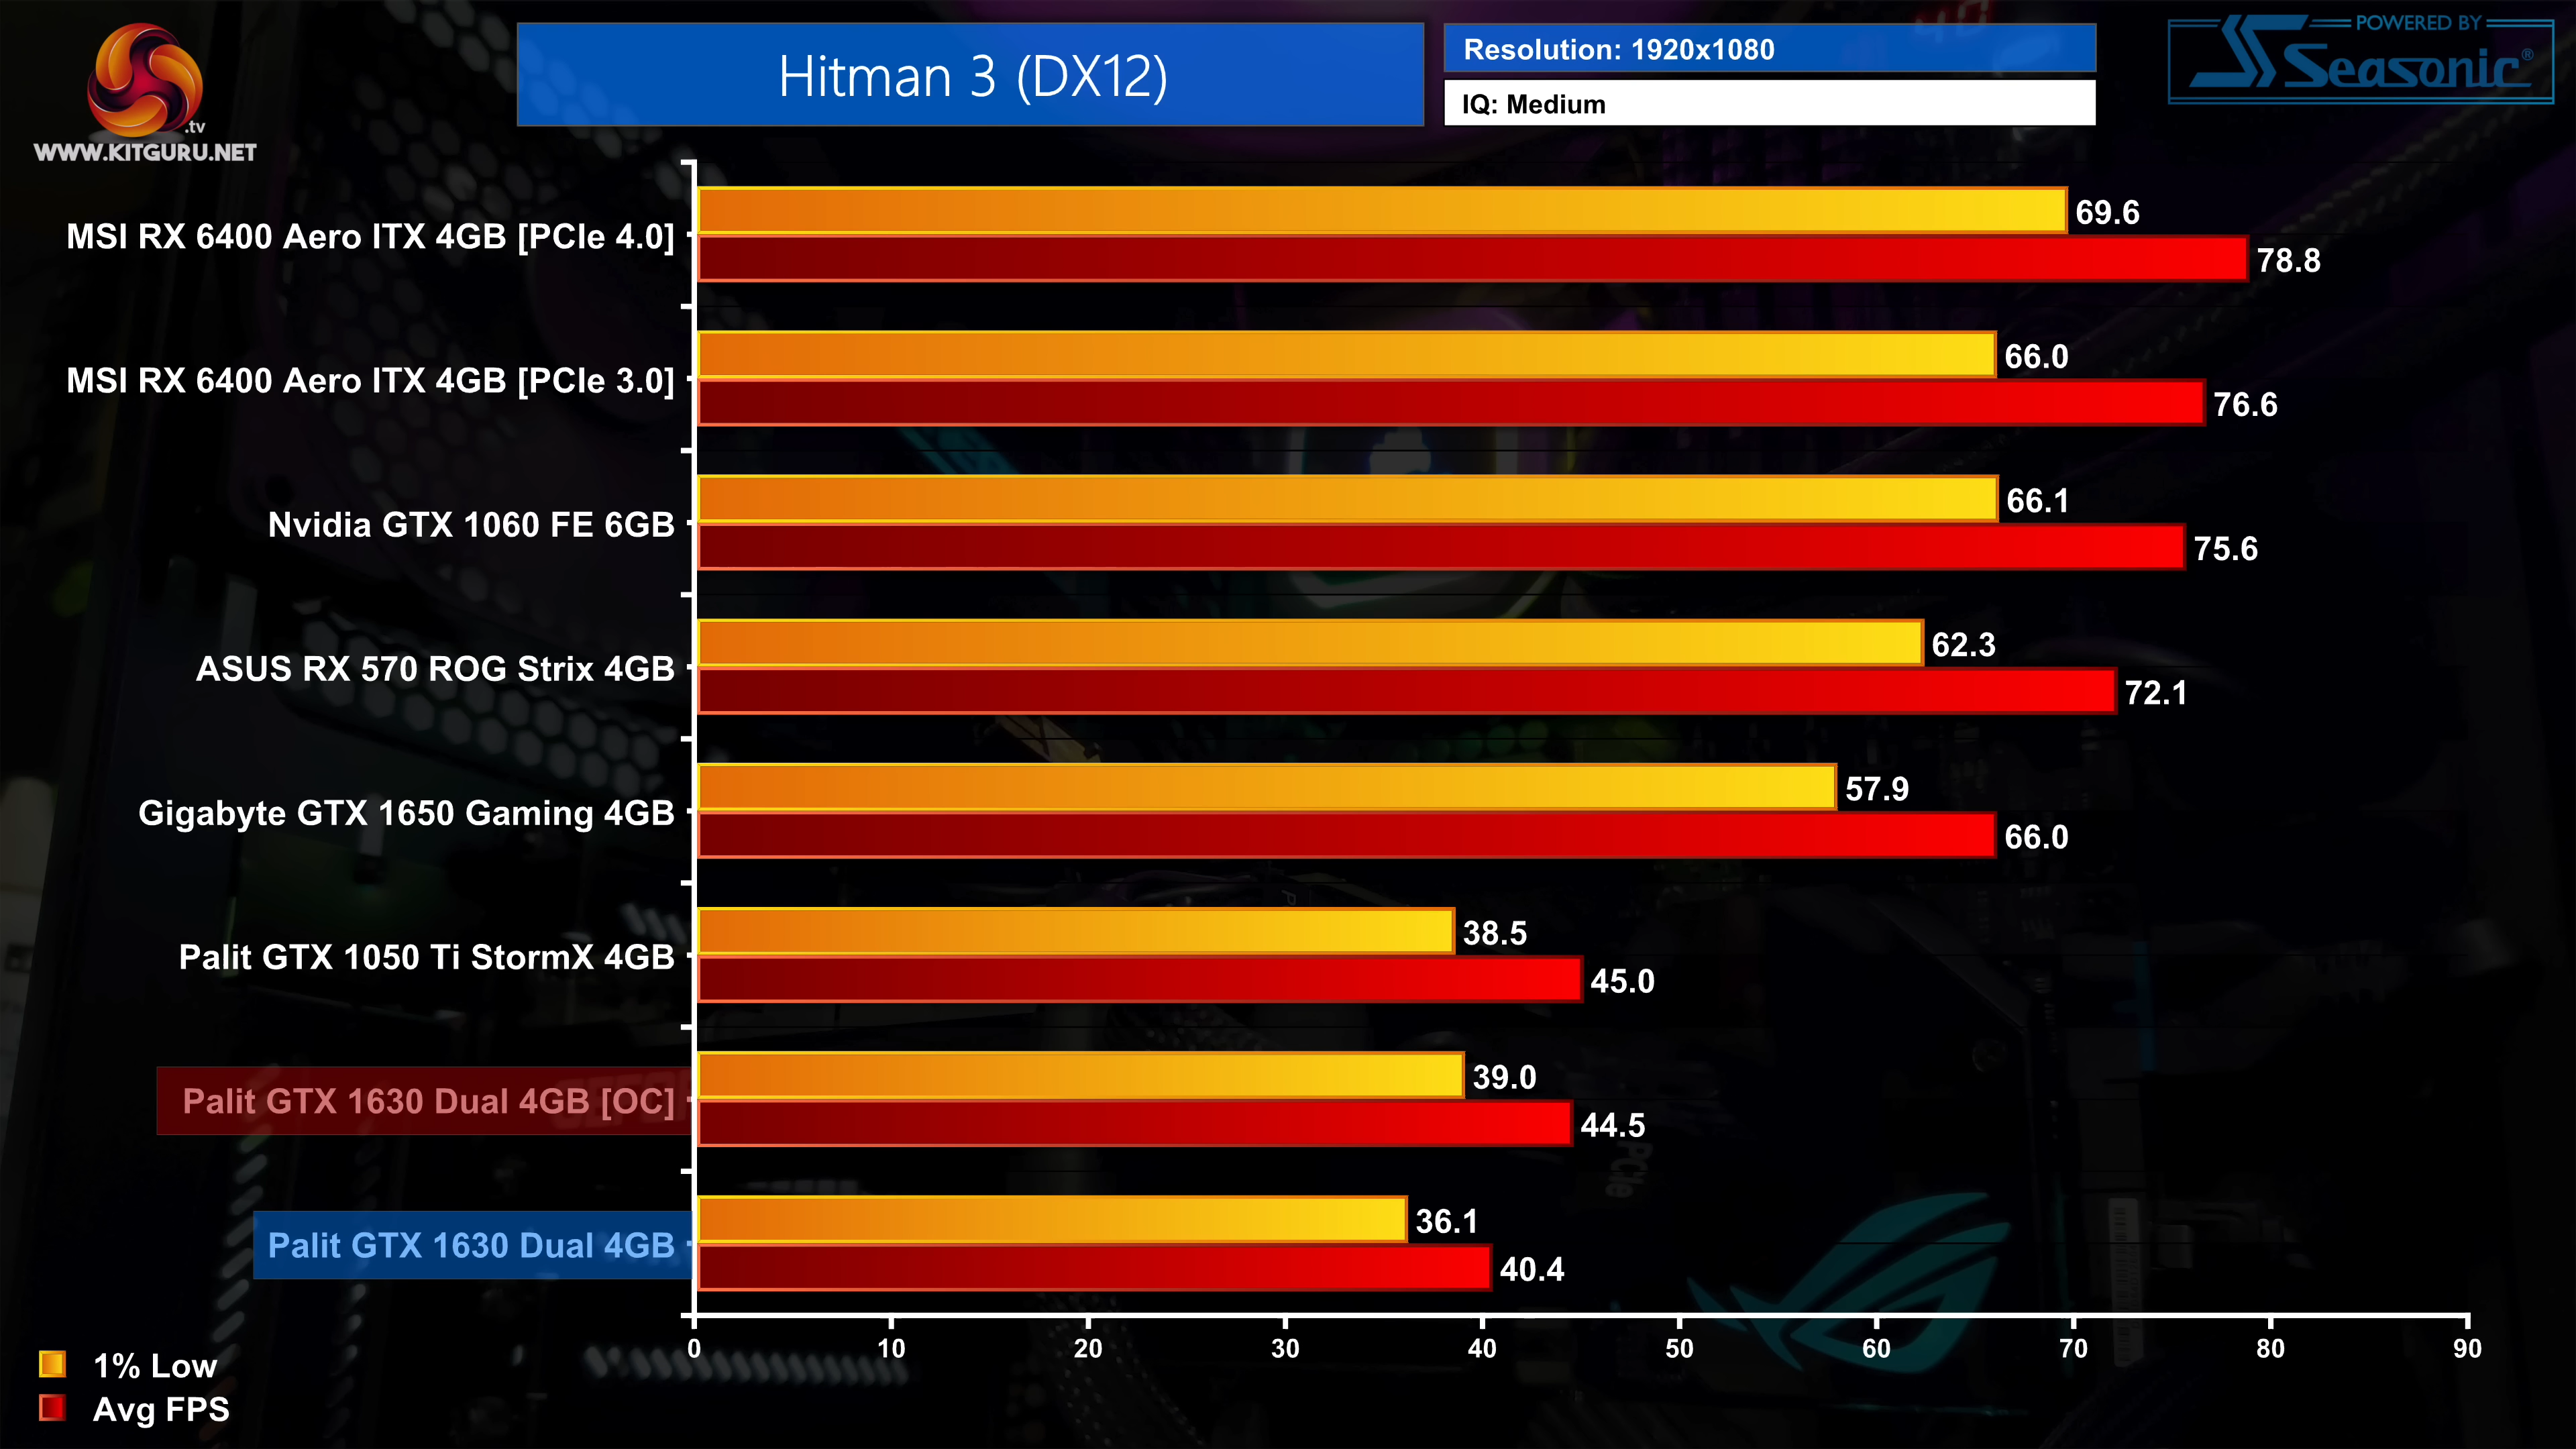 .tv
WWW.KITGURU.NET
Hitman 3 (DX12)
Resolution: 1920x1080
IQ: Medium
POWERED BY
Seasonic®
MSI RX 6400 Aero ITX 4GB [PCIe 4.0]
69.6
78.8
MSI RX 6400 Aero ITX 4GB [PCIe 3.0]
66.0
76.6
Nvidia GTX 1060 FE 6GB
66.1
75.6
ASUS RX 570 ROG Strix 4GB
62.3
72.1
Gigabyte GTX 1650 Gaming 4GB
57.9
66.0
Palit GTX 1050 Ti StormX 4GB
38.5
45.0
Palit GTX 1630 Dual 4GB [OC]
39.0
44.5
PCIe
Palit GTX 1630 Dual 4GB
36.1
40.4
0 10 20 30 40 50 60 70 80 90
1% Low
Avg FPS